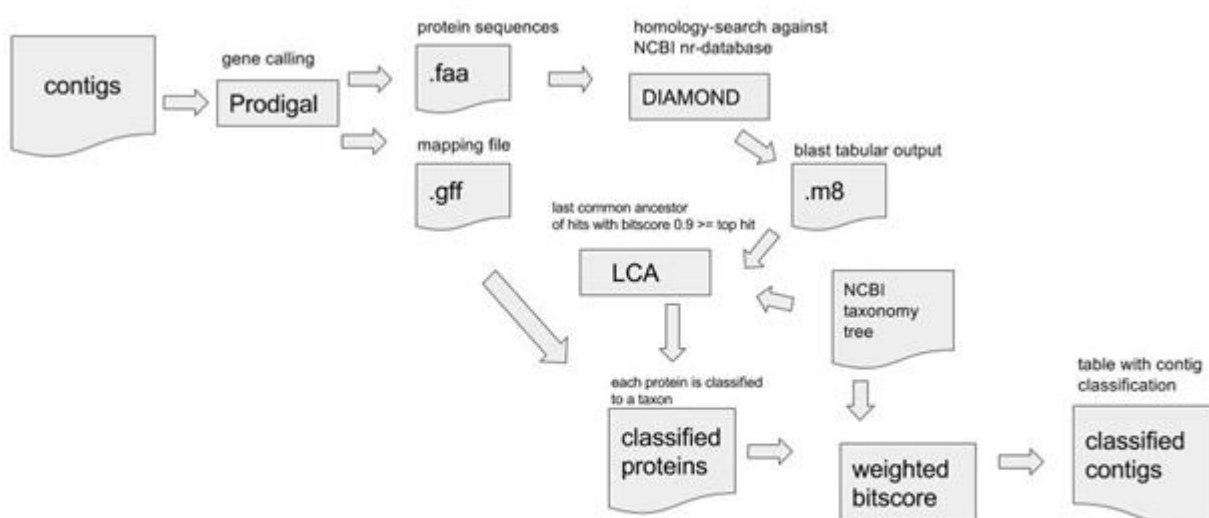 contigs
gene calling
Prodigal
protein sequences
.faa
mapping file
.gff
homology-search against
NCBI nr-database
DIAMOND
blast tabular output
.m8
last common ancestor
of hits with bitscore 0.9 >= top hit
LCA
NCBI
taxonomy
tree
each protein is classified
to a taxon
classified
proteins
weighted
bitscore
table with contig
classification
classified
contigs